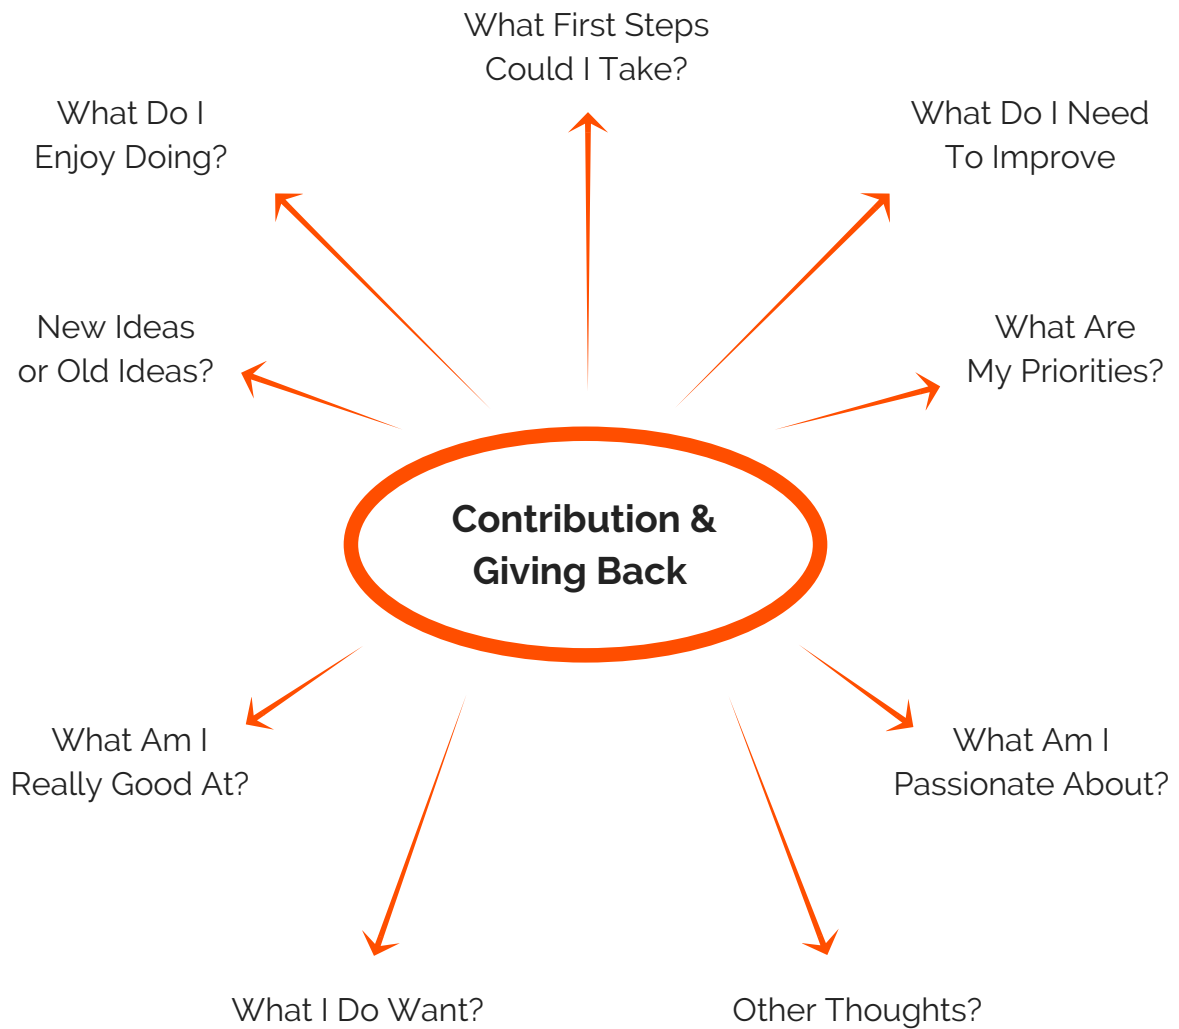 What First Steps
Could I Take?
What Do I
Enjoy Doing?
What Do I Need
To Improve
New Ideas
or Old Ideas?
What Are
My Priorities?
Contribution &
Giving Back
What Am I
Really Good At?
What Am I
Passionate About?
What I Do Want?
Other Thoughts?